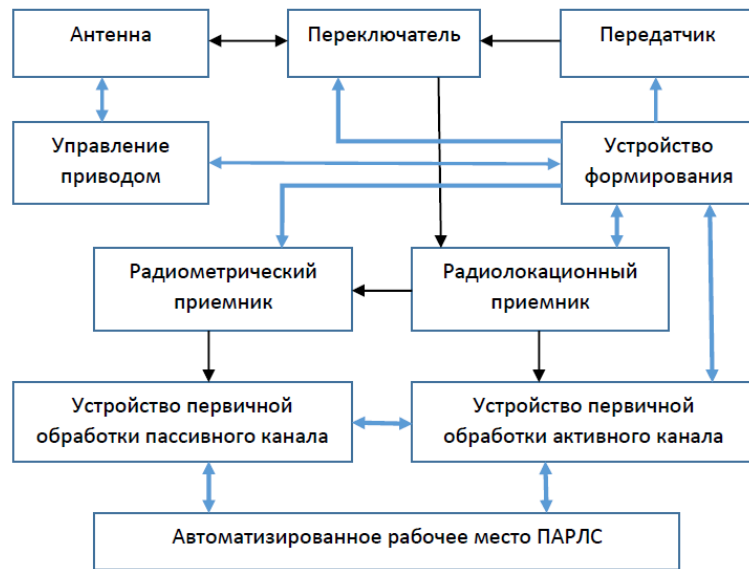 Антенна
Переключатель
Передатчик
Управление
приводом
Устройство
формирования
Радиометрический
приемник
Радиолокационный
приемник
Устройство первичной
обработки пассивного канала
Устройство первичной
обработки активного канала
Автоматизированное рабочее место ПАРЛС